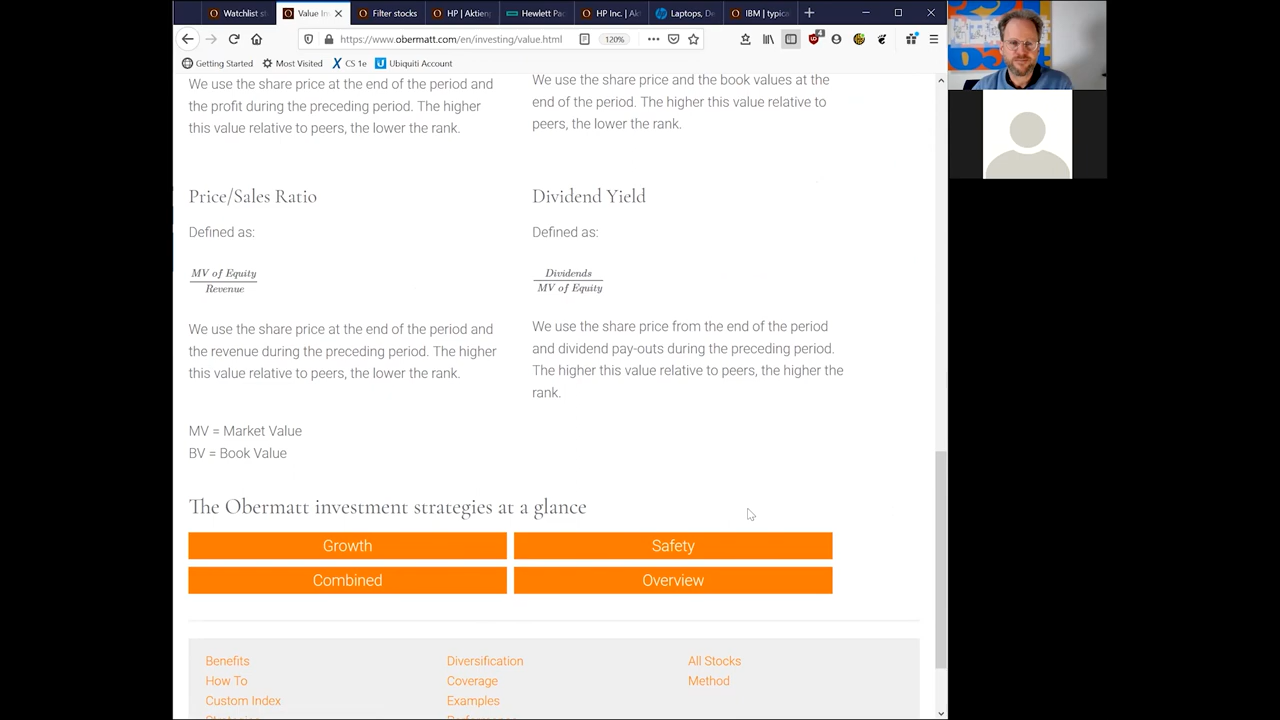 Watchlist s
Value In
Filter stocks
HP | Aktieng
Hewlett Pac
HP Inc. | Ak
Laptops, De
IBM | typica
https://www.obermatt.com/en/investing/value.html
120%
4
Getting Started
Most Visited
CS 1e
Ubiquiti Account
We use the share price at the end of the period and
the profit during the preceding period. The higher
this value relative to peers, the lower the rank.
We use the share price and the book values at the
end of the period. The higher this value relative to
peers, the lower the rank.
Price/Sales Ratio
Defined as:
MV of Equity
Revenue
We use the share price at the end of the period and
the revenue during the preceding period. The higher
this value relative to peers, the lower the rank.
Dividend Yield
Defined as:
Dividends
MV of Equity
We use the share price from the end of the period
and dividend pay-outs during the preceding period.
The higher this value relative to peers, the higher the
rank.
MV = Market Value
BV = Book Value
The Obermatt investment strategies at a glance
Growth
Safety
Combined
Overview
Benefits
How To
Custom Index
Diversification
Coverage
Examples
All Stocks
Method